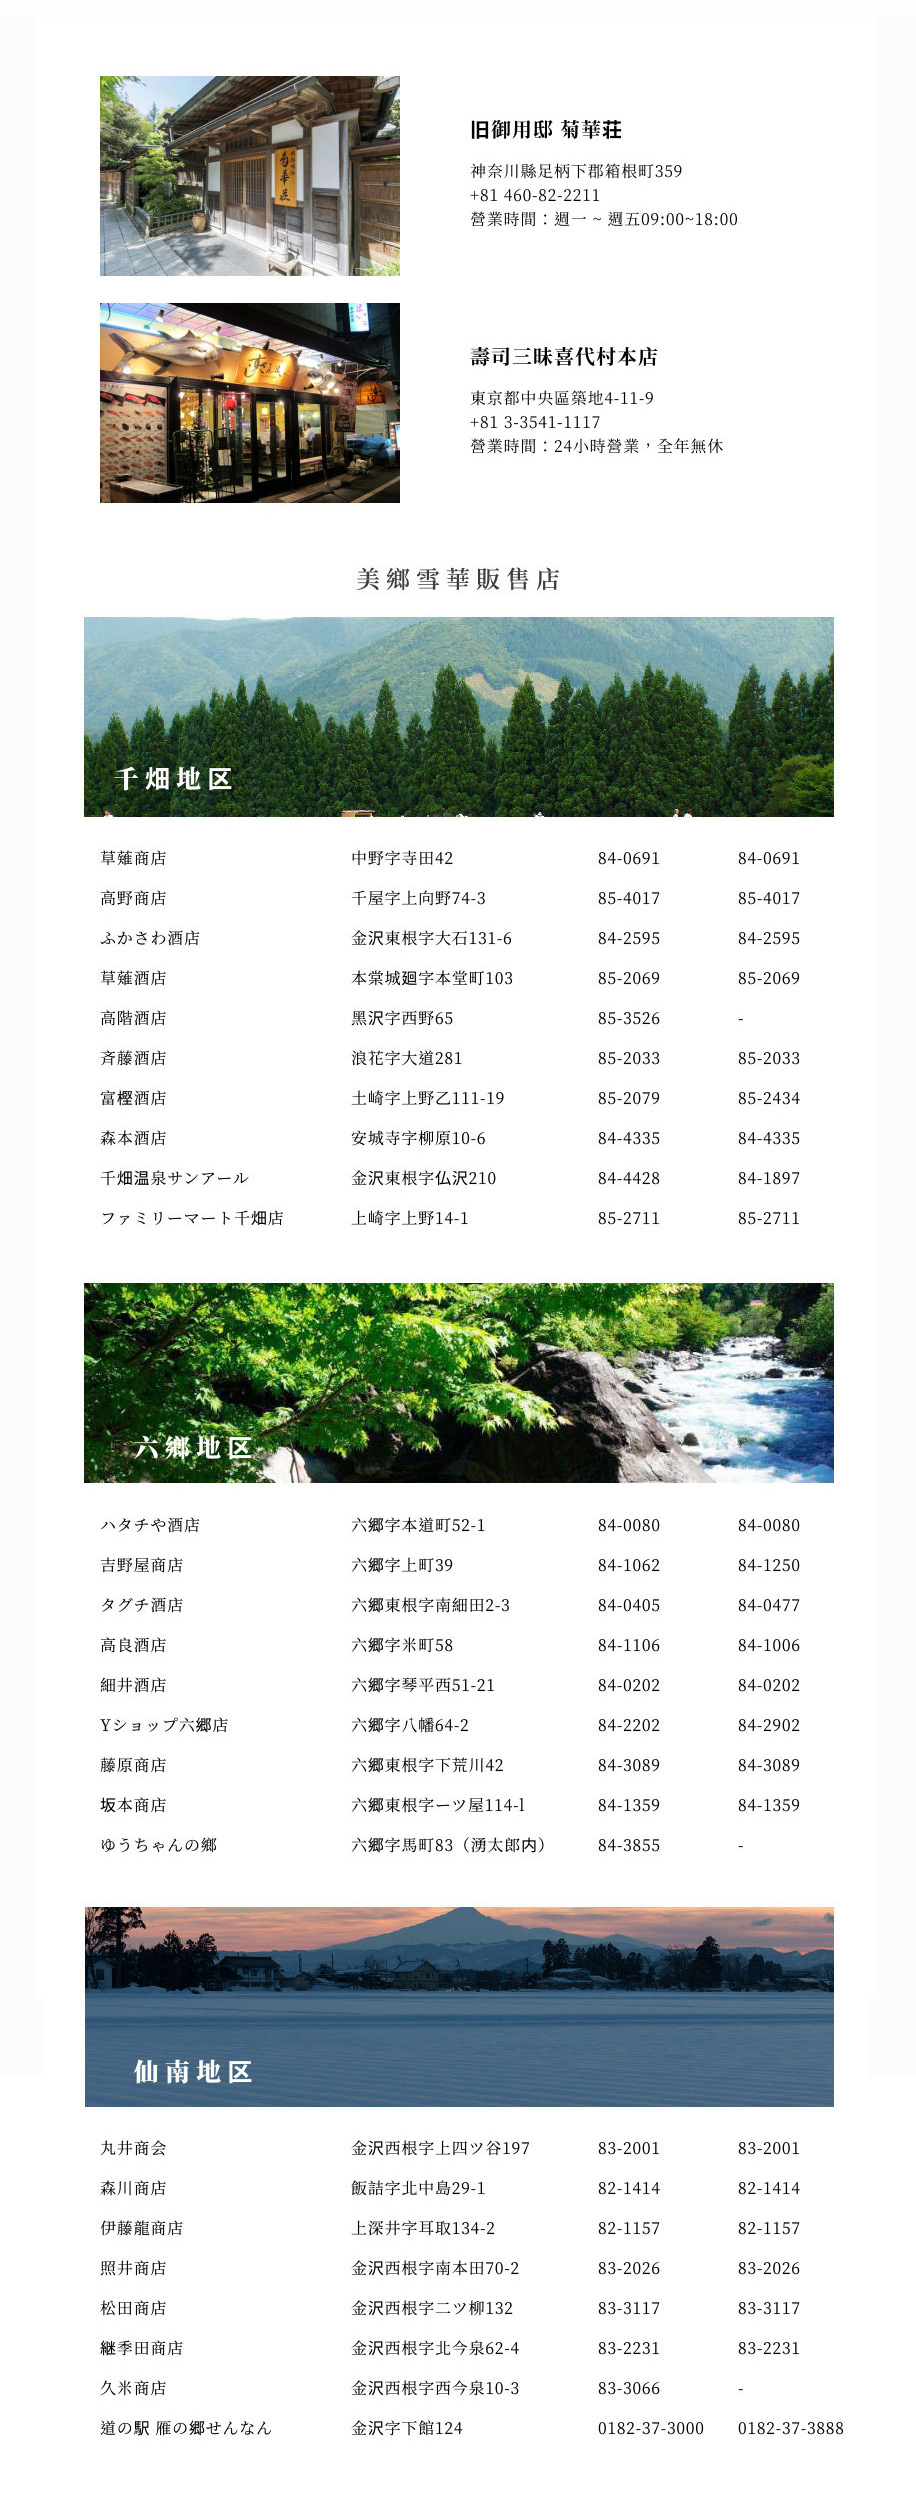 菊華荘
旧御用邸 菊華荘
神奈川縣足柄下郡箱根町359
+81 460-82-2211
營業時間：週一 ~ 週五09:00~18:00
壽司三昧喜代村本店
東京都中央區築地4-11-9
+81 3-3541-1117
營業時間：24小時營業，全年無休
美鄉雪華販售店
千畑地区
草薙商店 中野字寺田42 84-0691 84-0691
高野商店 千屋字上向野74-3 85-4017 85-4017
ふかさわ酒店 金沢東根字大石131-6 84-2595 84-2595
草薙酒店 本棠城廻字本堂町103 85-2069 85-2069
高階酒店 黑沢字西野65 85-3526 -
斉藤酒店 浪花字大道281 85-2033 85-2033
富樫酒店 土崎字上野乙111-19 85-2079 85-2434
森本酒店 安城寺字柳原10-6 84-4335 84-4335
千畑温泉サンアール 金沢東根字仏沢210 84-4428 84-1897
ファミリーマート千畑店 上崎字上野14-1 85-2711 85-2711
六鄉地区
ハタチや酒店 六郷字本道町52-1 84-0080 84-0080
吉野屋商店 六郷字上町39 84-1062 84-1250
タグチ酒店 六郷東根字南細田2-3 84-0405 84-0477
高良酒店 六郷字米町58 84-1106 84-1006
細井酒店 六郷字琴平西51-21 84-0202 84-0202
Yショップ六郷店 六郷字八幡64-2 84-2202 84-2902
藤原商店 六郷東根字下荒川42 84-3089 84-3089
坂本商店 六郷東根字ーツ屋114-l 84-1359 84-1359
ゆうちゃんの鄉 六郷字馬町83（湧太郎内） 84-3855 -
仙南地区
丸井商会 金沢西根字上四ツ谷197 83-2001 83-2001
森川商店 飯詰字北中島29-1 82-1414 82-1414
伊藤龍商店 上深井字耳取134-2 82-1157 82-1157
照井商店 金沢西根字南本田70-2 83-2026 83-2026
松田商店 金沢西根字二ツ柳132 83-3117 83-3117
継季田商店 金沢西根字北今泉62-4 83-2231 83-2231
久米商店 金沢西根字西今泉10-3 83-3066 -
道の駅 雁の郷せんなん 金沢字下館124 0182-37-3000 0182-37-3888